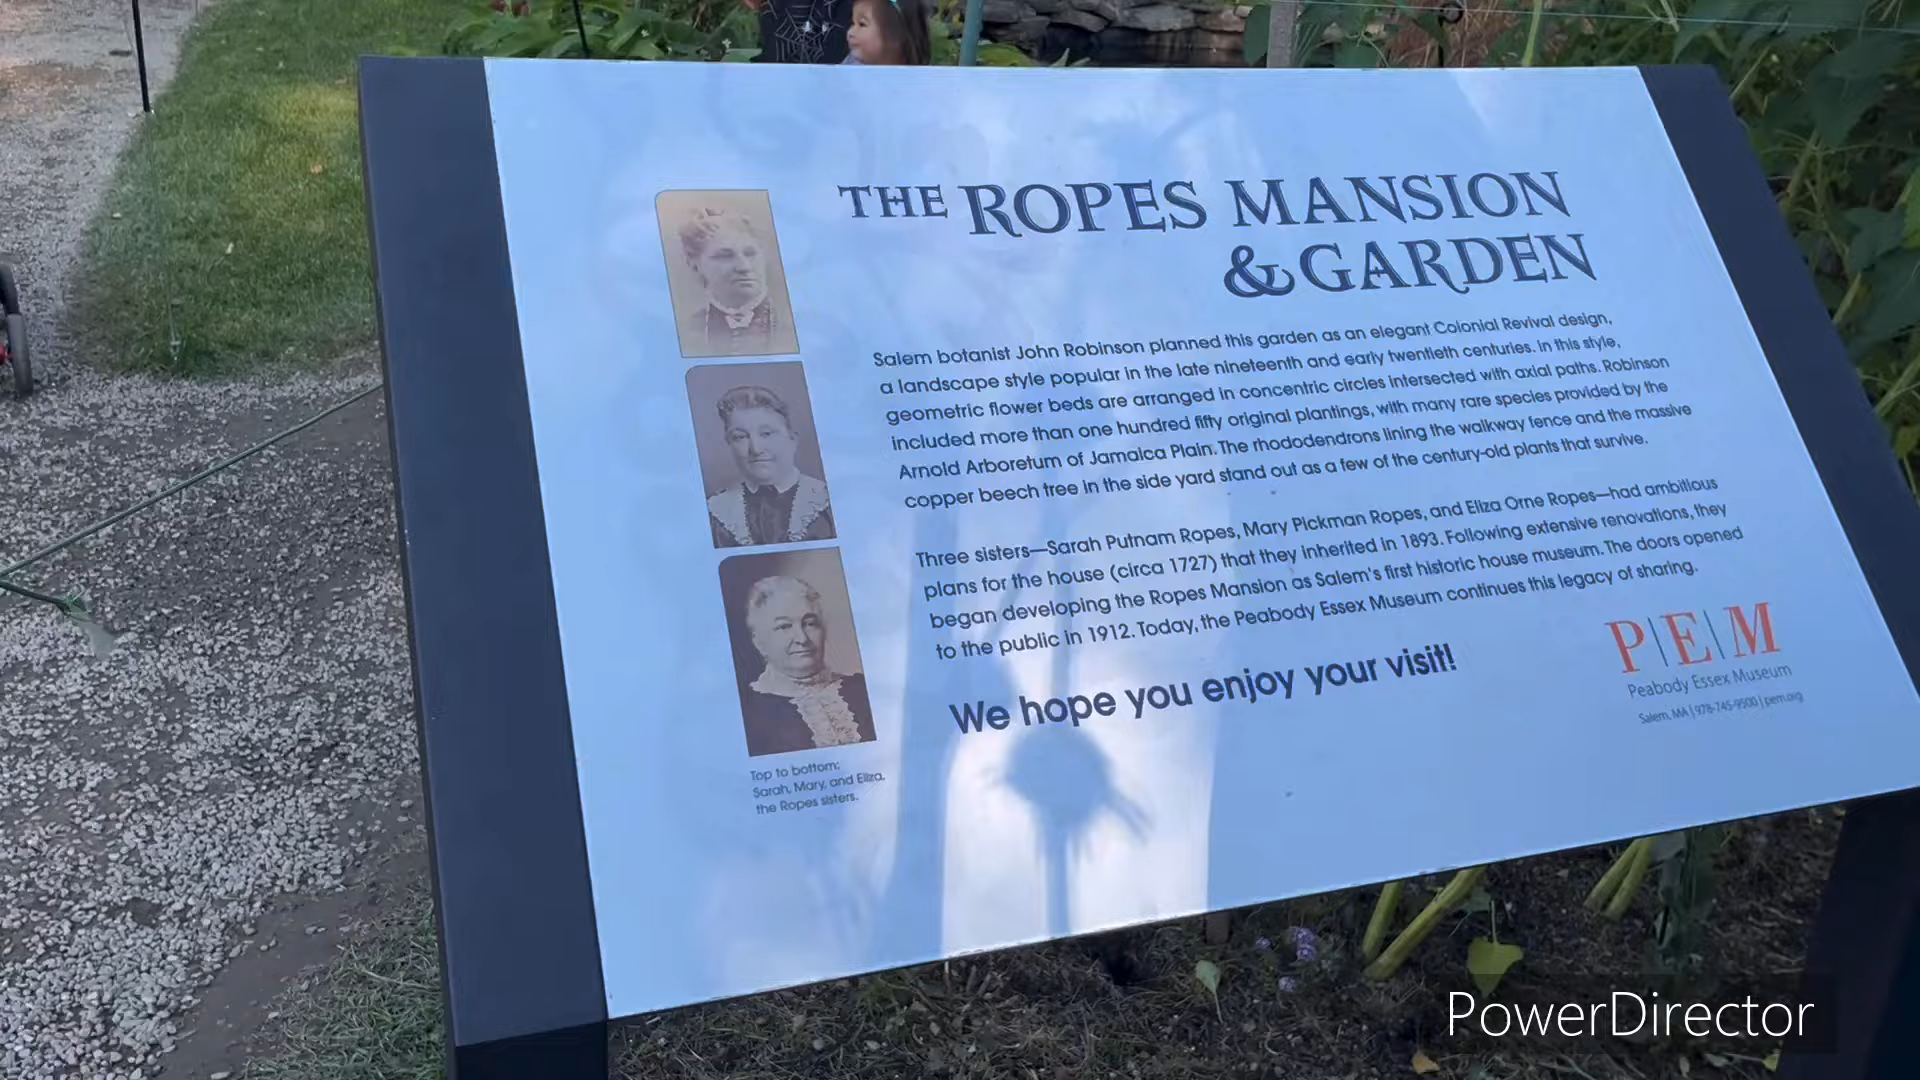 THE ROPES MANSION
& GARDEN
Salem botanist John Robinson planned this garden as an elegant Colonial Revival design,
a landscape style popular in the late nineteenth and early twentieth centuries. In this style,
geometric flower beds are arranged in concentric circles intersected with axial paths. Robinson
included more than one hundred fifty original plantings, with many rare species provided by the
Arnold Arboretum of Jamaica Plain. The rhododendrons lining the walkway fence and the massive
copper beech tree in the side yard stand out as a few of the century-old plants that survive.
Three sisters—Sarah Putnam Ropes, Mary Pickman Ropes, and Eliza Orne Ropes—had ambitious
plans for the house (circa 1727) that they inherited in 1893. Following extensive renovations, they
began developing the Ropes Mansion as Salem's first historic house museum. The doors opened
to the public in 1912. Today, the Peabody Essex Museum continues this legacy of sharing.
We hope you enjoy your visit!
P|E|M
Peabody Essex Museum
Salem, MA | 978-745-9500 | pem.org
Top to bottom:
Sarah, Mary, and Eliza,
the Ropes sisters.
PowerDirector